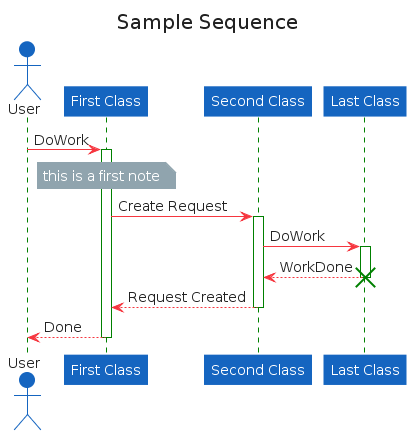 Sample Sequence
User
First Class
Second Class
Last Class
DoWork
this is a first note
Create Request
DoWork
WorkDone
Request Created
Done
User
First Class
Second Class
Last Class